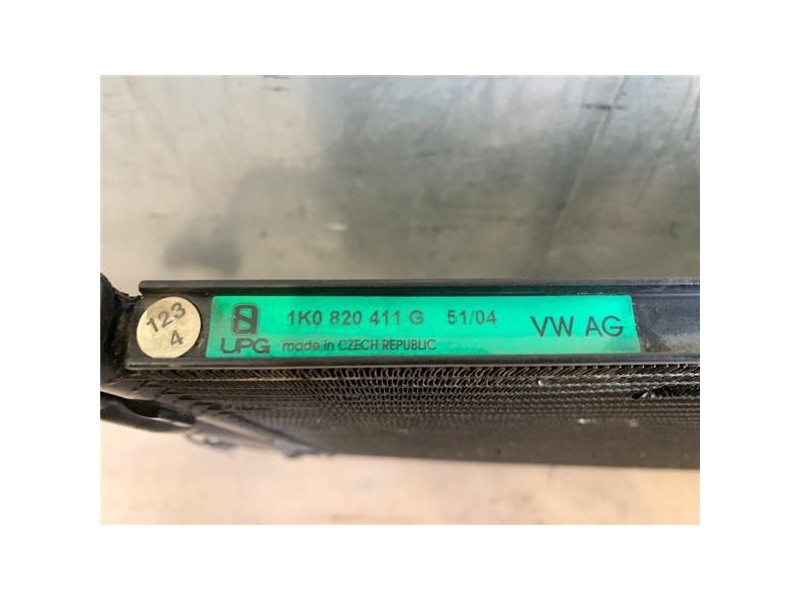 123
4
1K0 820 411 G 51/04 VW AG
UPG made in CZECH REPUBLIC